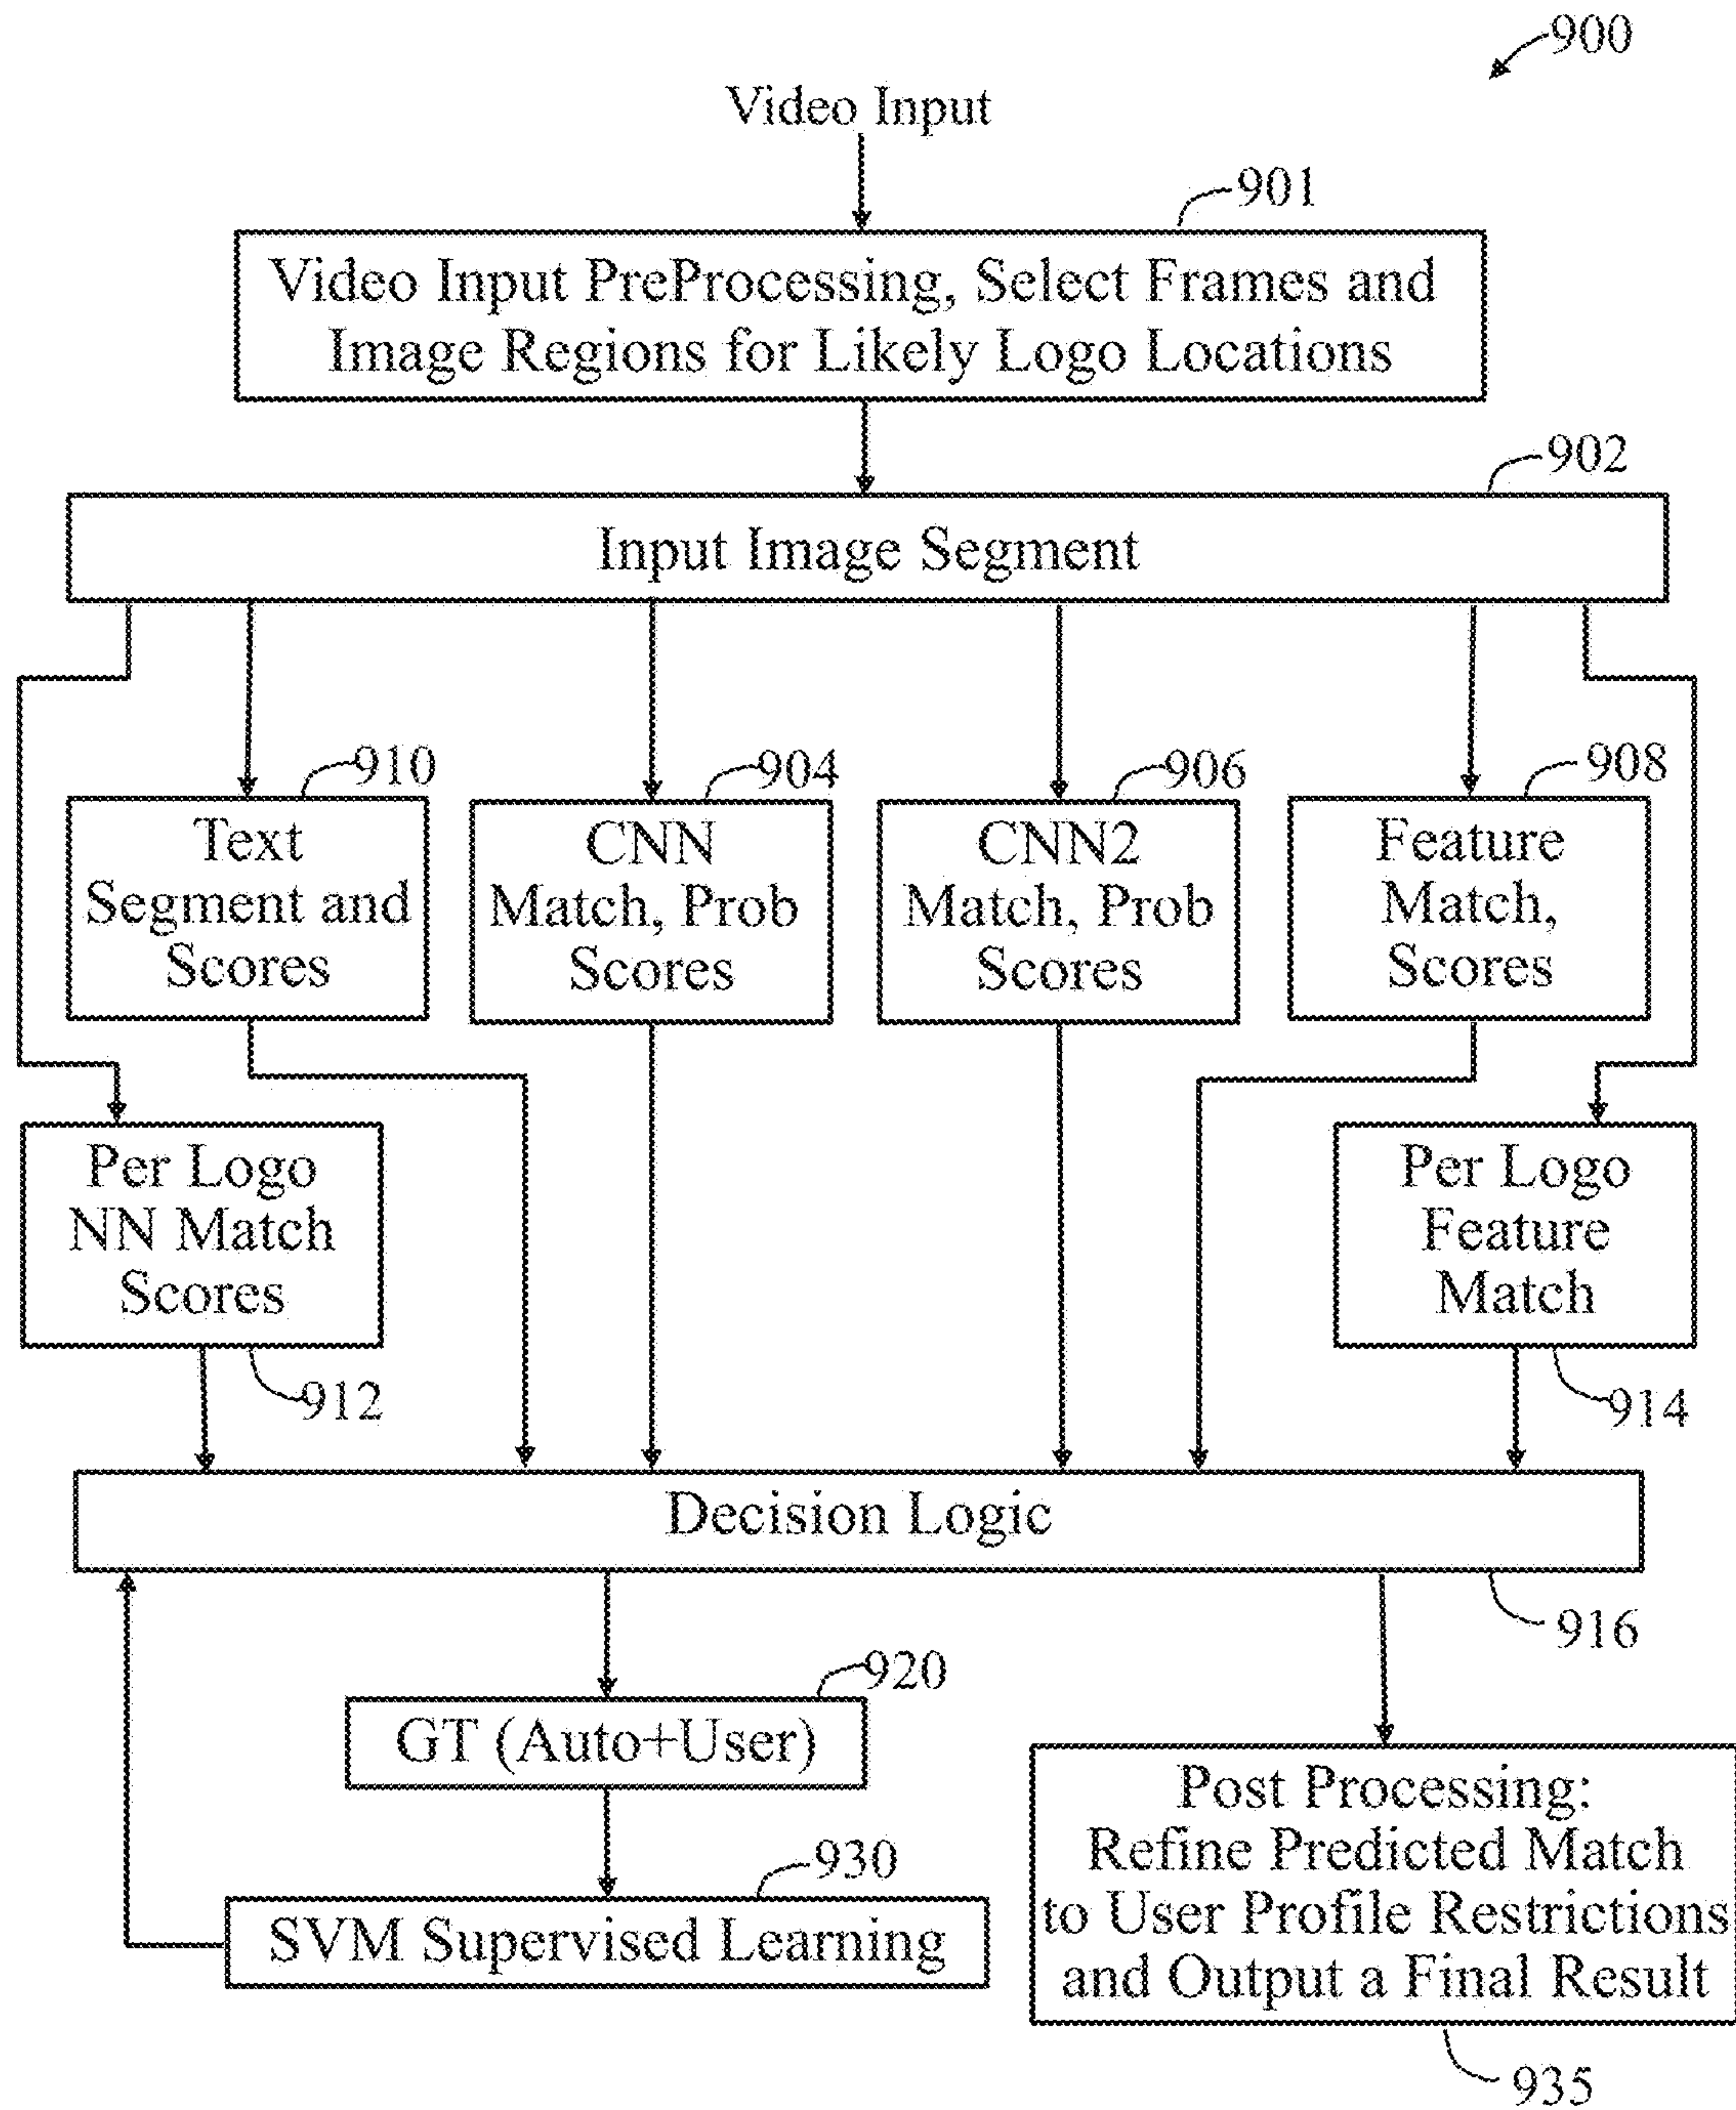 900
Video Input
901
Video Input PreProcessing, Select Frames and
Image Regions for Likely Logo Locations
902
Input Image Segment
910
Text
Segment and
Scores
904
CNN
Match, Prob
Scores
906
CNN2
Match, Prob
Scores
908
Feature
Match,
Scores
Per Logo
NN Match
Scores
912
Per Logo
Feature
Match
914
Decision Logic
916
920
GT (Auto+User)
930
SVM Supervised Learning
Post Processing:
Refine Predicted Match
to User Profile Restrictions
and Output a Final Result
935